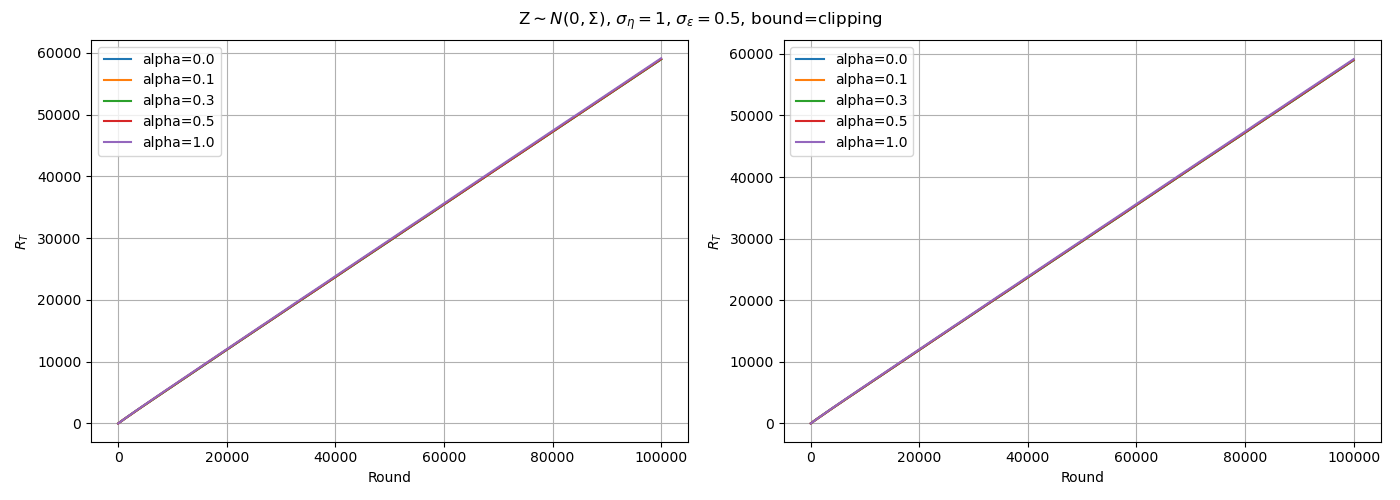 Z ∼ N(0, Σ), σ_η = 1, σ_ε = 0.5, bound=clipping
alpha=0.0
alpha=0.1
alpha=0.3
alpha=0.5
alpha=1.0
60000
50000
40000
30000
20000
10000
0
R_T
0 20000 40000 60000 80000 100000
Round
alpha=0.0
alpha=0.1
alpha=0.3
alpha=0.5
alpha=1.0
60000
50000
40000
30000
20000
10000
0
R_T
0 20000 40000 60000 80000 100000
Round